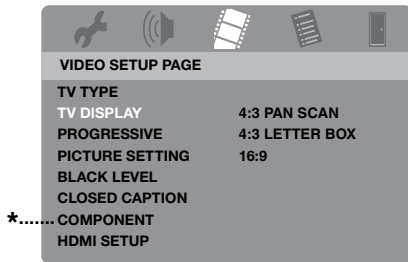 VIDEO SETUP PAGE
TV TYPE
TV DISPLAY 4:3 PAN SCAN
PROGRESSIVE 4:3 LETTER BOX
PICTURE SETTING 16:9
BLACK LEVEL
CLOSED CAPTION
*....... COMPONENT
HDMI SETUP